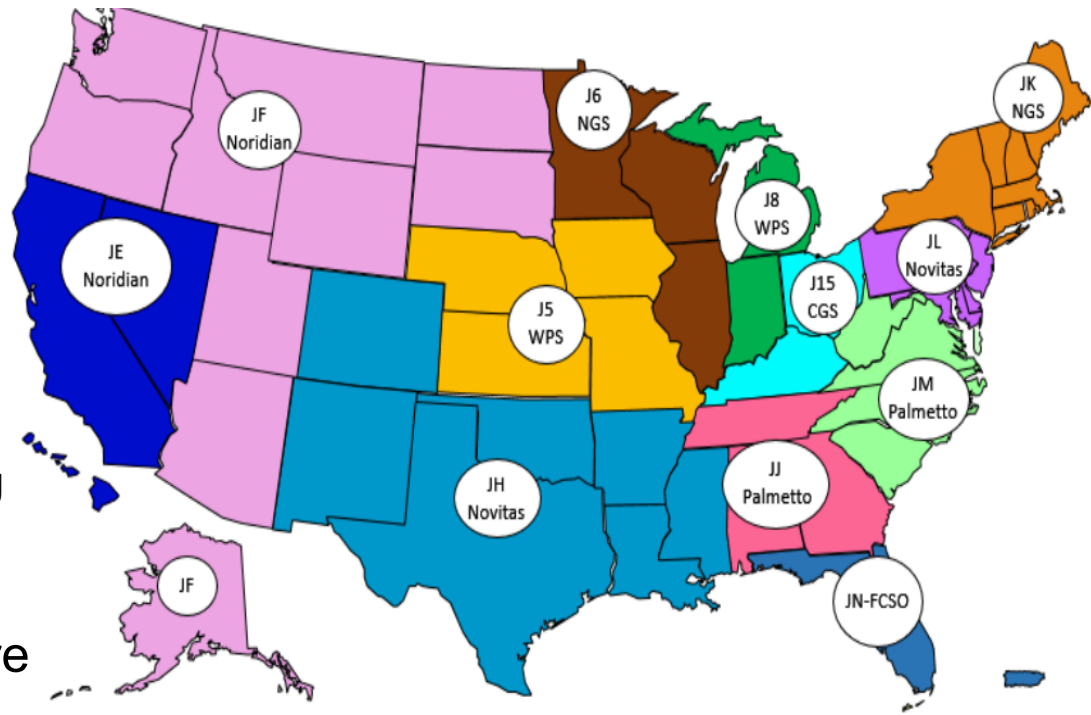 JF
Noridian
J6
NGS
JK
NGS
J8
WPS
JE
Noridian
JL
Novitas
J15
CGS
J5
WPS
JM
Palmetto
JH
Novitas
JJ
Palmetto
JF
JN-FCSO